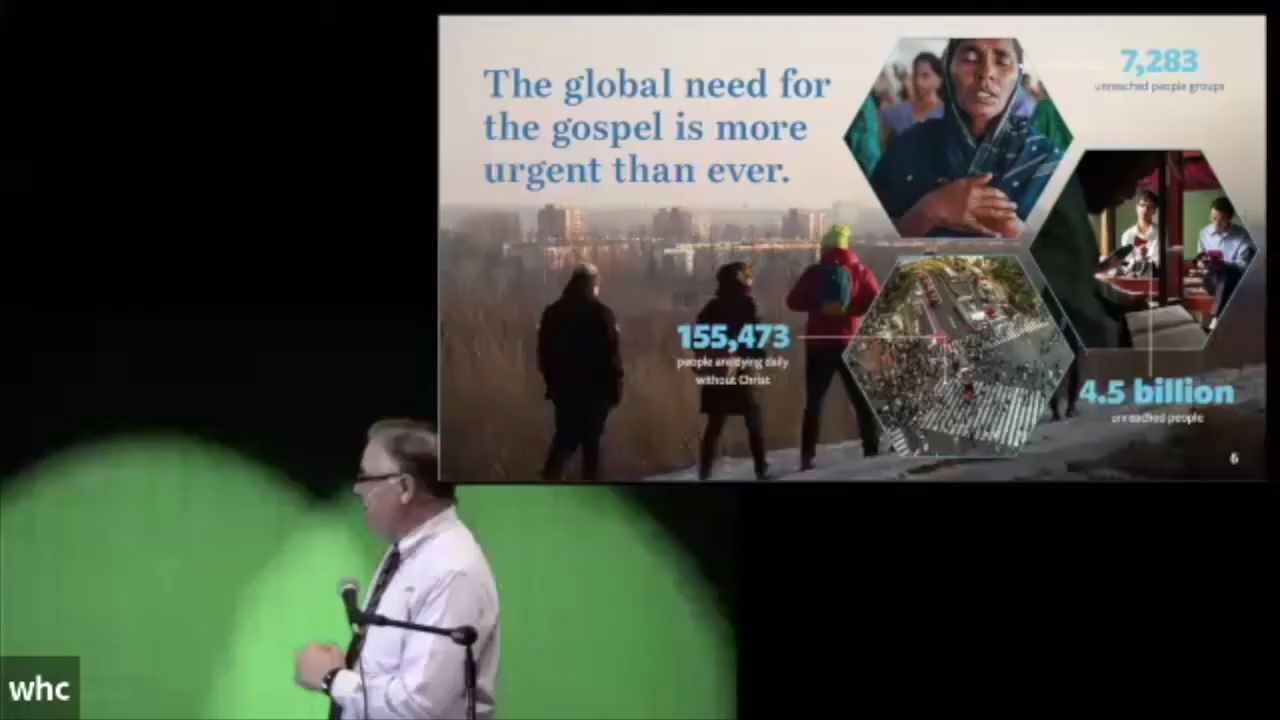 The global need for
the gospel is more
urgent than ever.
7,283
unreached people groups
155,473
people are dying daily
without Christ
4.5 billion
unreached people
6
whc